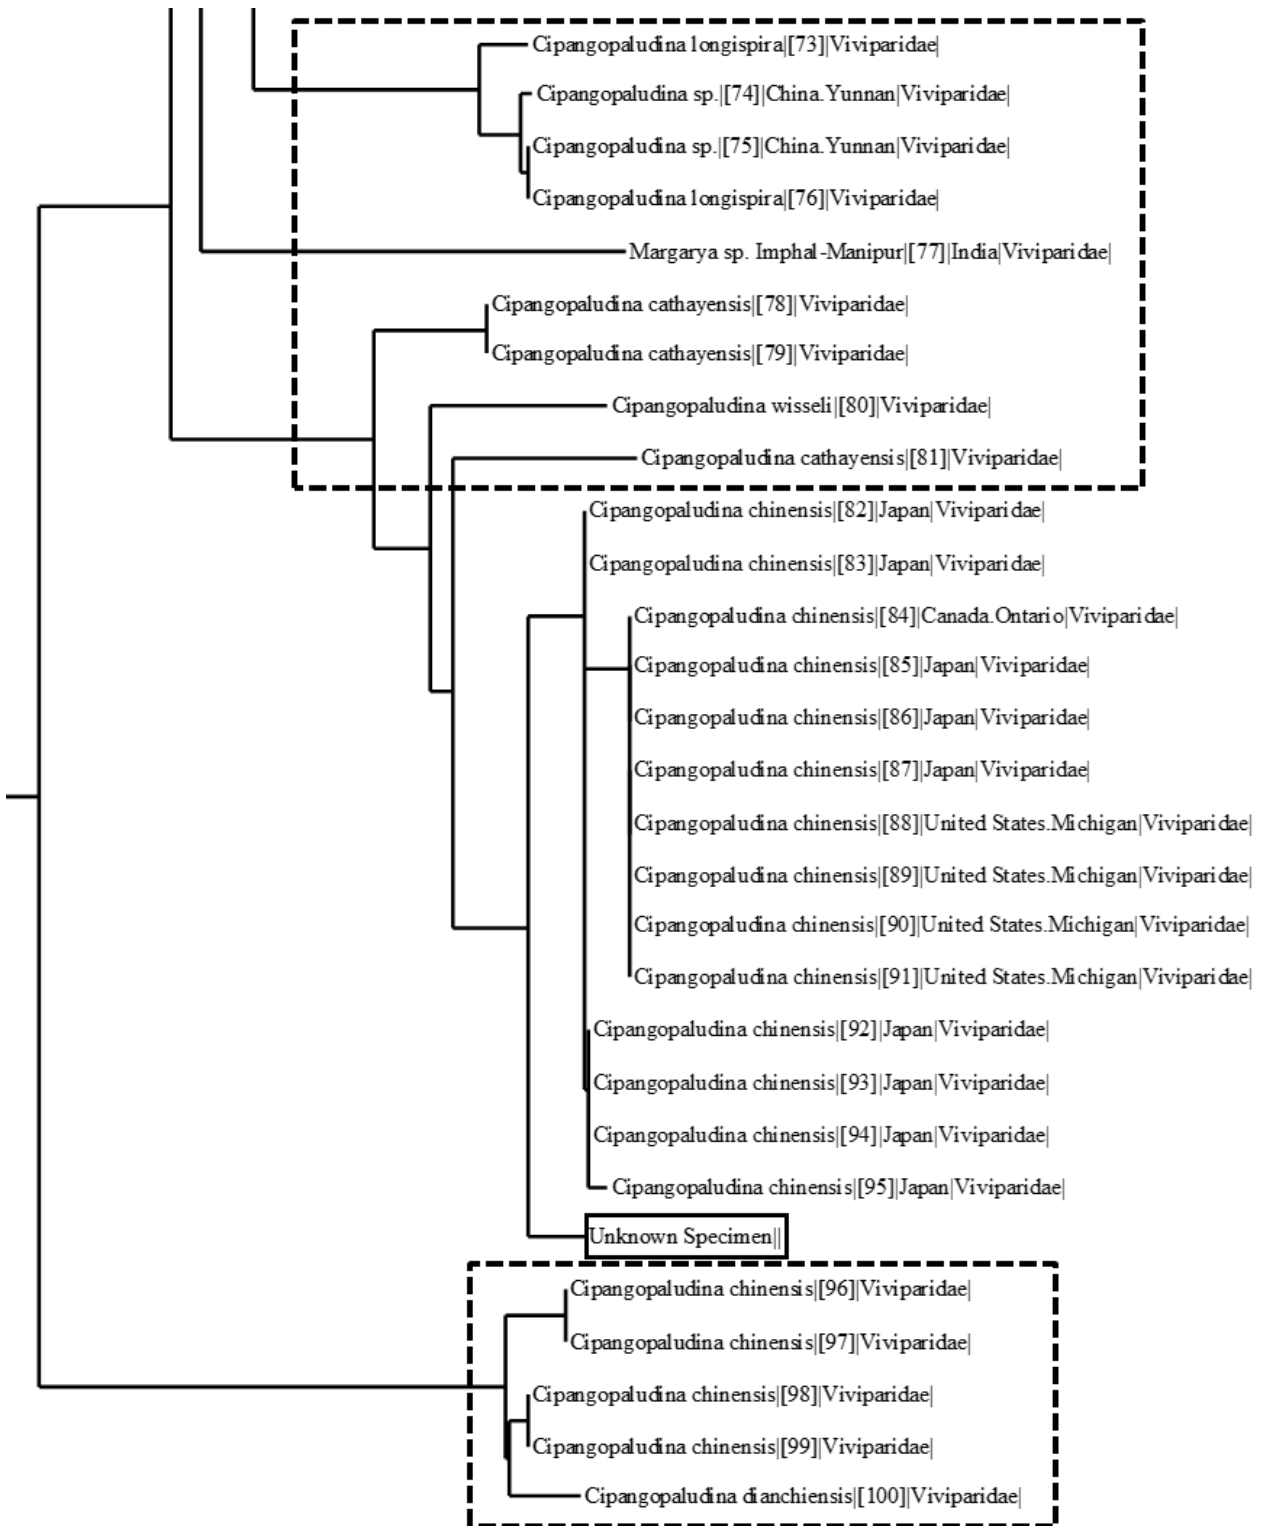 Cipangopaludina longispira|[73]|Viviparidae|
Cipangopaludina sp.|[74]|China.Yunnan|Viviparidae|
Cipangopaludina sp.|[75]|China.Yunnan|Viviparidae|
Cipangopaludina longispira|[76]|Viviparidae|
Margarya sp. Imphal-Manipur|[77]|India|Viviparidae|
Cipangopaludina cathayensis|[78]|Viviparidae|
Cipangopaludina cathayensis|[79]|Viviparidae|
Cipangopaludina wisseli|[80]|Viviparidae|
Cipangopaludina cathayensis|[81]|Viviparidae|
Cipangopaludina chinensis|[82]|Japan|Viviparidae|
Cipangopaludina chinensis|[83]|Japan|Viviparidae|
Cipangopaludina chinensis|[84]|Canada.Ontario|Viviparidae|
Cipangopaludina chinensis|[85]|Japan|Viviparidae|
Cipangopaludina chinensis|[86]|Japan|Viviparidae|
Cipangopaludina chinensis|[87]|Japan|Viviparidae|
Cipangopaludina chinensis|[88]|United States.Michigan|Viviparidae|
Cipangopaludina chinensis|[89]|United States.Michigan|Viviparidae|
Cipangopaludina chinensis|[90]|United States.Michigan|Viviparidae|
Cipangopaludina chinensis|[91]|United States.Michigan|Viviparidae|
Cipangopaludina chinensis|[92]|Japan|Viviparidae|
Cipangopaludina chinensis|[93]|Japan|Viviparidae|
Cipangopaludina chinensis|[94]|Japan|Viviparidae|
Cipangopaludina chinensis|[95]|Japan|Viviparidae|
Unknown Specimen||
Cipangopaludina chinensis|[96]|Viviparidae|
Cipangopaludina chinensis|[97]|Viviparidae|
Cipangopaludina chinensis|[98]|Viviparidae|
Cipangopaludina chinensis|[99]|Viviparidae|
Cipangopaludina dianchiensis|[100]|Viviparidae|